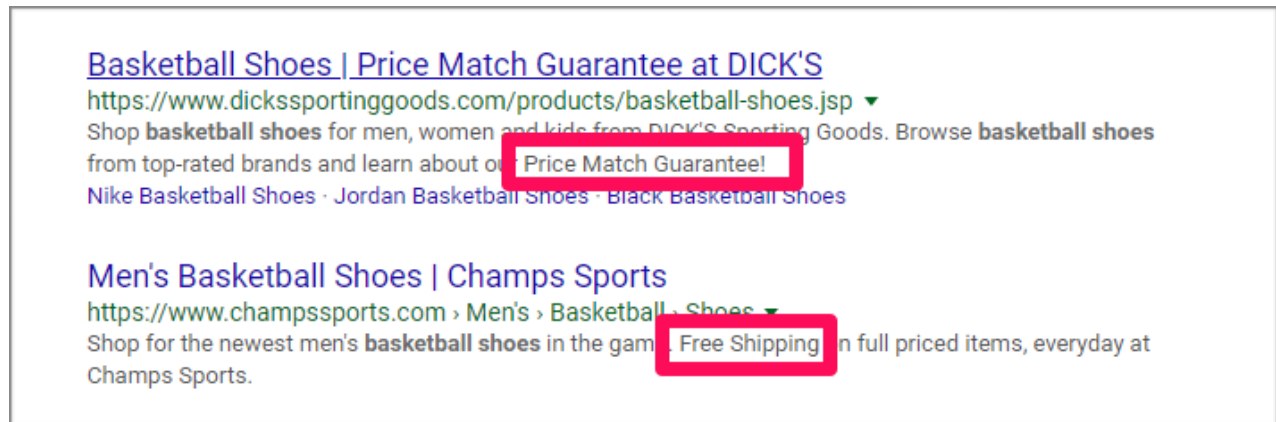 Basketball Shoes | Price Match Guarantee at DICK'S
https://www.dickssportinggoods.com/products/basketball-shoes.jsp
Shop basketball shoes for men, women and kids from DICK'S Sporting Goods. Browse basketball shoes
from top-rated brands and learn about our Price Match Guarantee!
Nike Basketball Shoes · Jordan Basketball Shoes · Black Basketball Shoes
Men's Basketball Shoes | Champs Sports
https://www.champssports.com › Men's › Basketball › Shoes
Shop for the newest men's basketball shoes in the game. Free Shipping on full priced items, everyday at
Champs Sports.